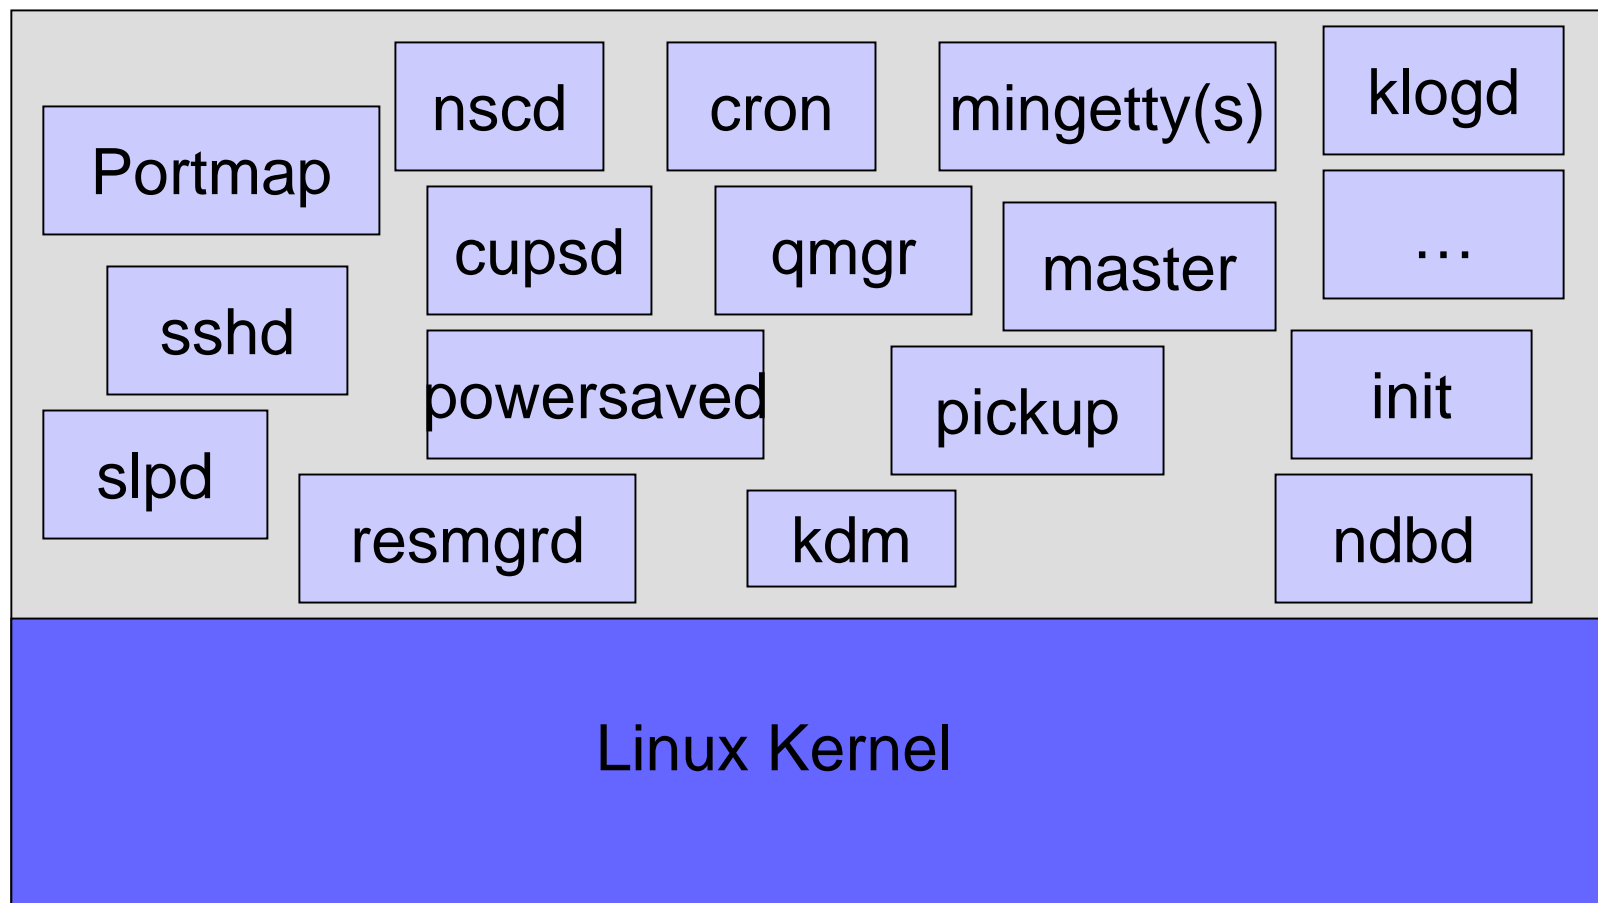 nscd
cron
mingetty(s)
klogd
Portmap
cupsd
qmgr
master
…
sshd
powersaved
pickup
init
slpd
resmgrd
kdm
ndbd
Linux Kernel